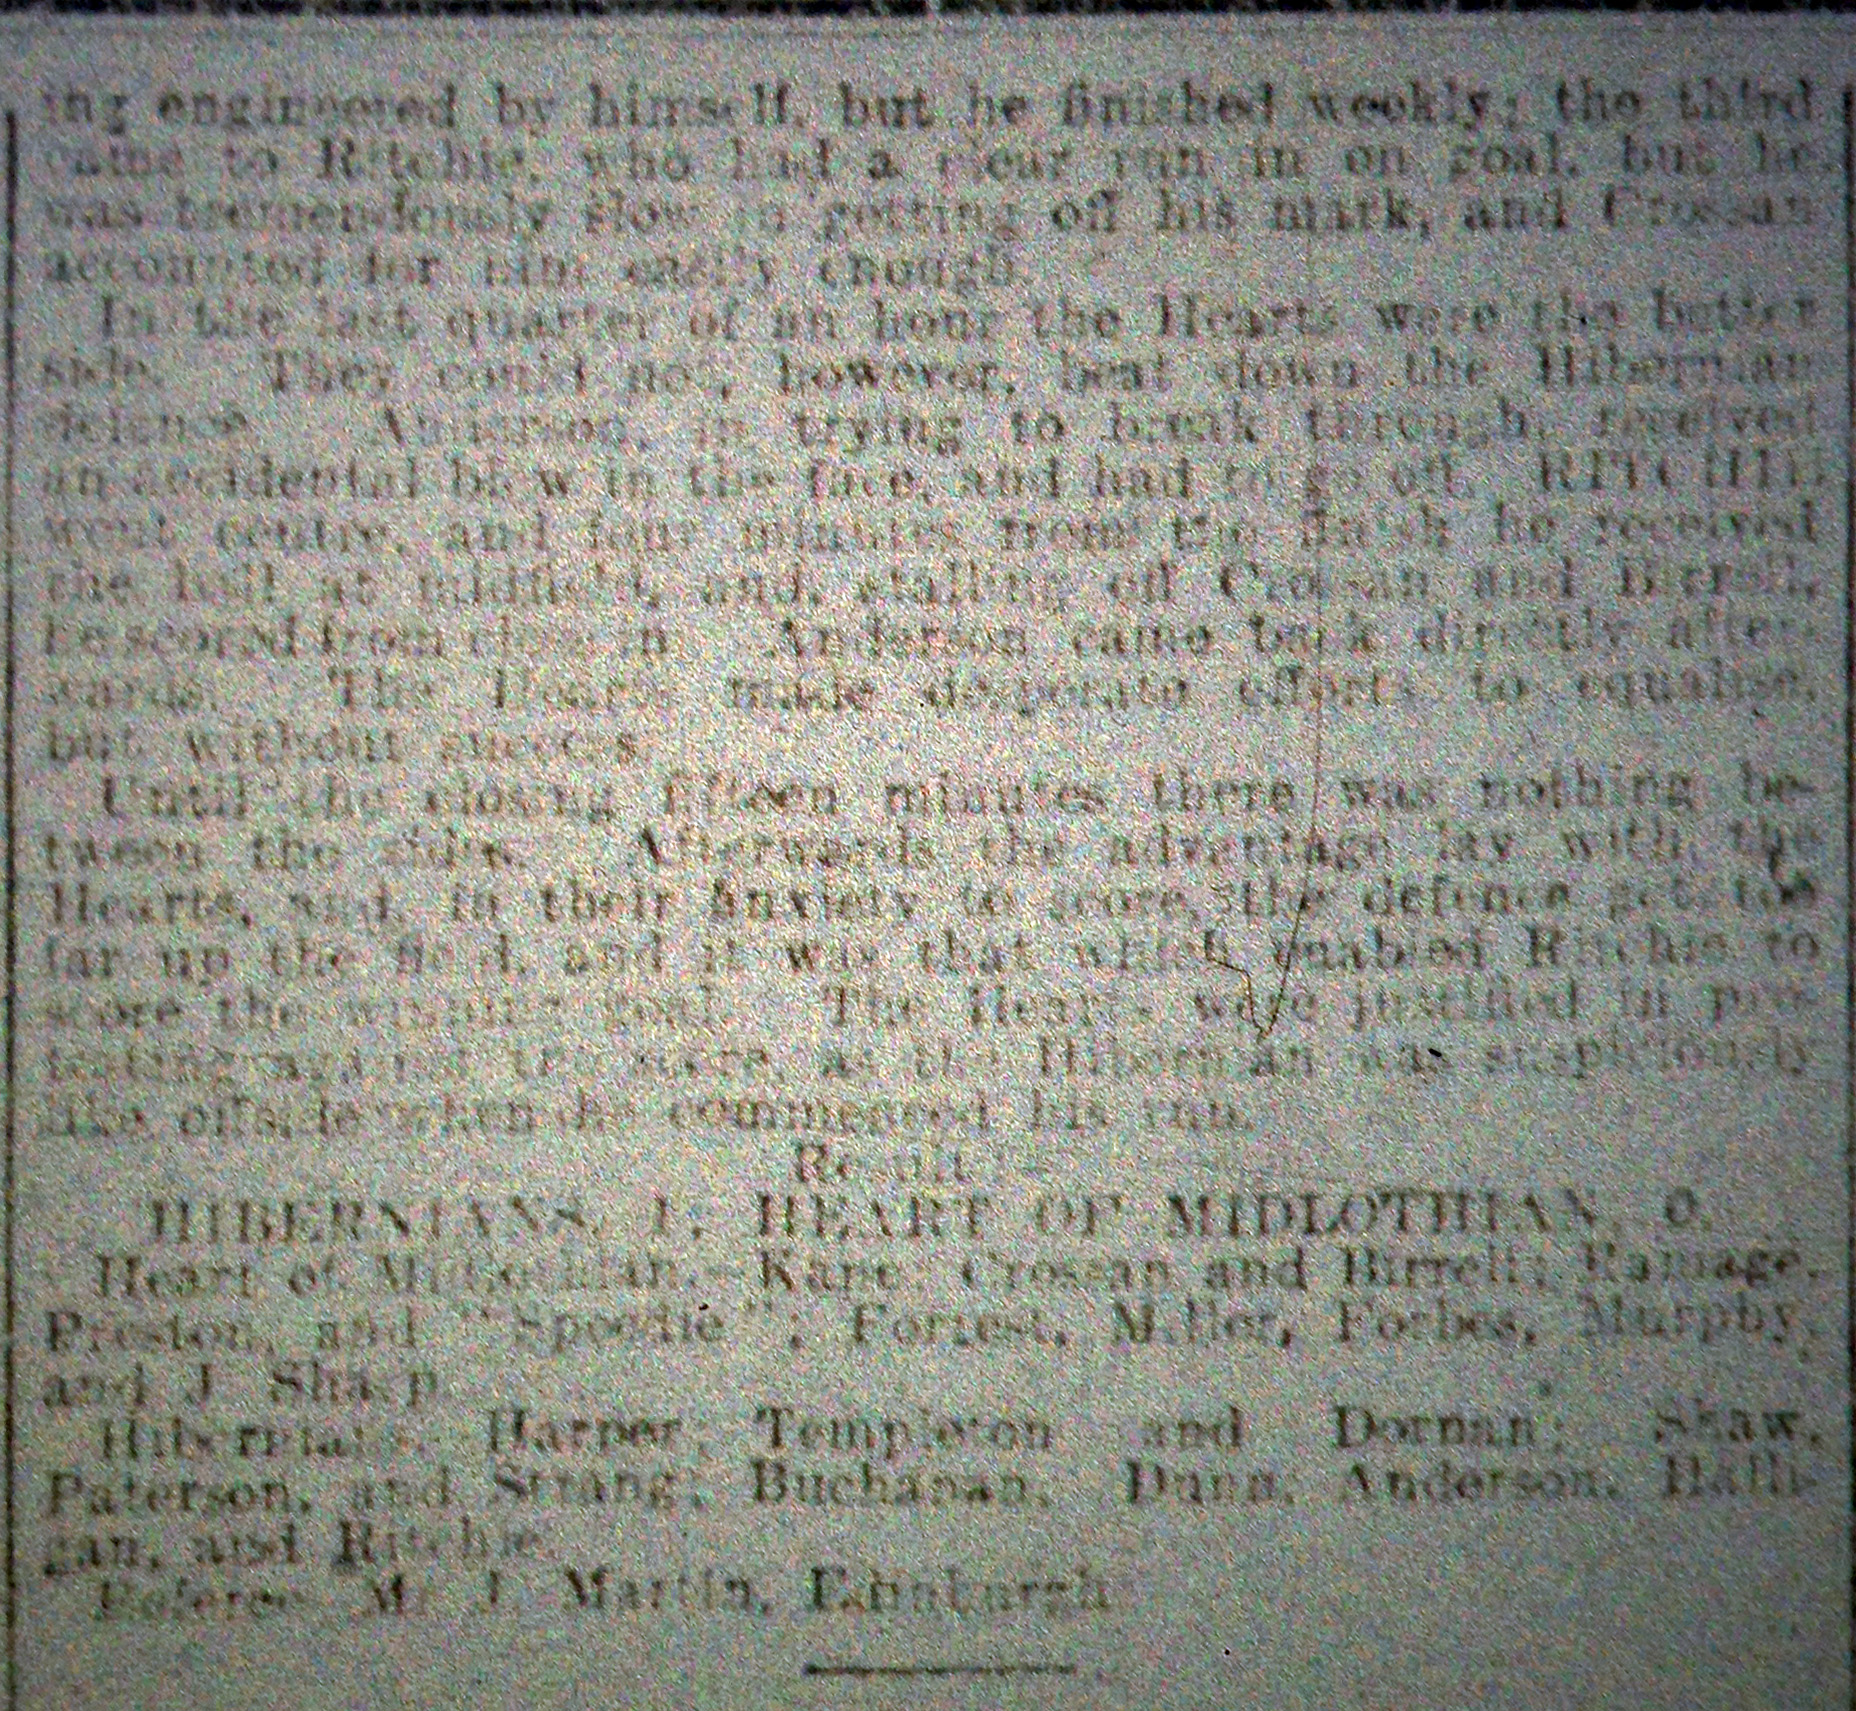 ing engineered by himself, but he finished weekly; the third
came to Ritchie, who had a clear run in on goal, but he
was tremendously slow in getting off his mark, and Crossan
accounted for him easily enough
In the last quarter of an hour the Hearts were the better
side. They could not, however, beat down the Hibernian
defence. Anderson, in trying to break through, received
an accidental blow in the face, and had to go off. RITCHIE
went centre, and four minutes from the finish he received
the ball at midfield, and, stalling off Crossan and Birrell,
he scored from close in. Anderson came back directly after-
wards. The Hearts made desperate efforts to equalise,
but without success.
Until the closing fifteen minutes there was nothing be-
tween the sides. Afterwards the advantage lay with the
Hearts, and, in their anxiety to score, the defence got too
far up the field, and it was that which enabled Ritchie to
score the winning goal. The Hearts were justified in pro-
testing against the score, as the Hibernian was suspiciously
like offside when he commenced his run.
Result:—
HIBERNIANS, 1. HEART OF MIDLOTHIAN, 0.
Heart of Midlothian.—Kane; Crossan and Birrell; Ramage,
Preston, and "Speedie"; Forrest, Miller, Forbes, Murphy,
and J. Sharp.
Hibernians.—Harper; Templeton and Dornan; Shaw,
Paterson, and Strang; Buchanan, Dunn, Anderson, Halli-
gan, and Ritchie.
Referee—Mr J. Martin, Edinburgh.